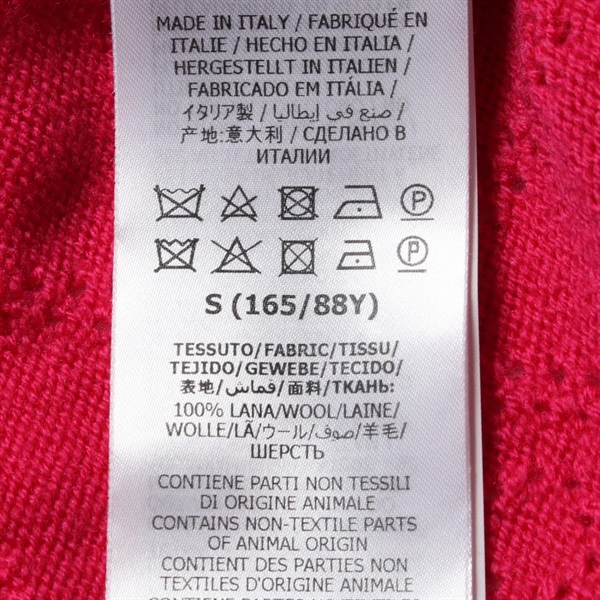 MADE IN ITALY / FABRIQUÉ EN
ITALIE / HECHO EN ITALIA /
HERGESTELLT IN ITALIEN /
FABRICADO EM ITÁLIA /
イタリア製 / صنع في إيطاليا /
产地:意大利 / СДЕЛАНО В
ИТАЛИИ
P
P
S (165/88Y)
TESSUTO/FABRIC/TISSU/
TEJIDO/GEWEBE/TECIDO/
表地/قماش/面料/ТКАНЬ:
100% LANA/WOOL/LAINE/
WOLLE/LÃ/ウール/صوف/羊毛/
ШЕРСТЬ
CONTIENE PARTI NON TESSILI
DI ORIGINE ANIMALE
CONTAINS NON-TEXTILE PARTS
OF ANIMAL ORIGIN
CONTIENT DES PARTIES NON
TEXTILES D'ORIGINE ANIMALE